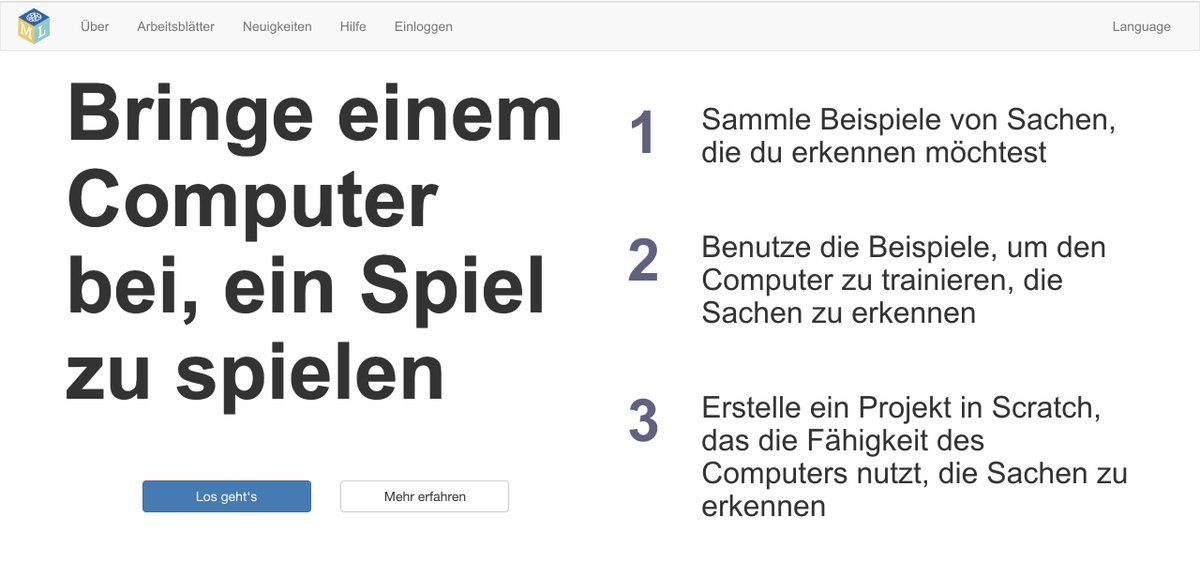 M L
Über
Arbeitsblätter
Neuigkeiten
Hilfe
Einloggen
Language
Bringe einem
Computer
bei, ein Spiel
zu spielen
Los geht's
Mehr erfahren
1
Sammle Beispiele von Sachen,
die du erkennen möchtest
2
Benutze die Beispiele, um den
Computer zu trainieren, die
Sachen zu erkennen
3
Erstelle ein Projekt in Scratch,
das die Fähigkeit des
Computers nutzt, die Sachen zu
erkennen